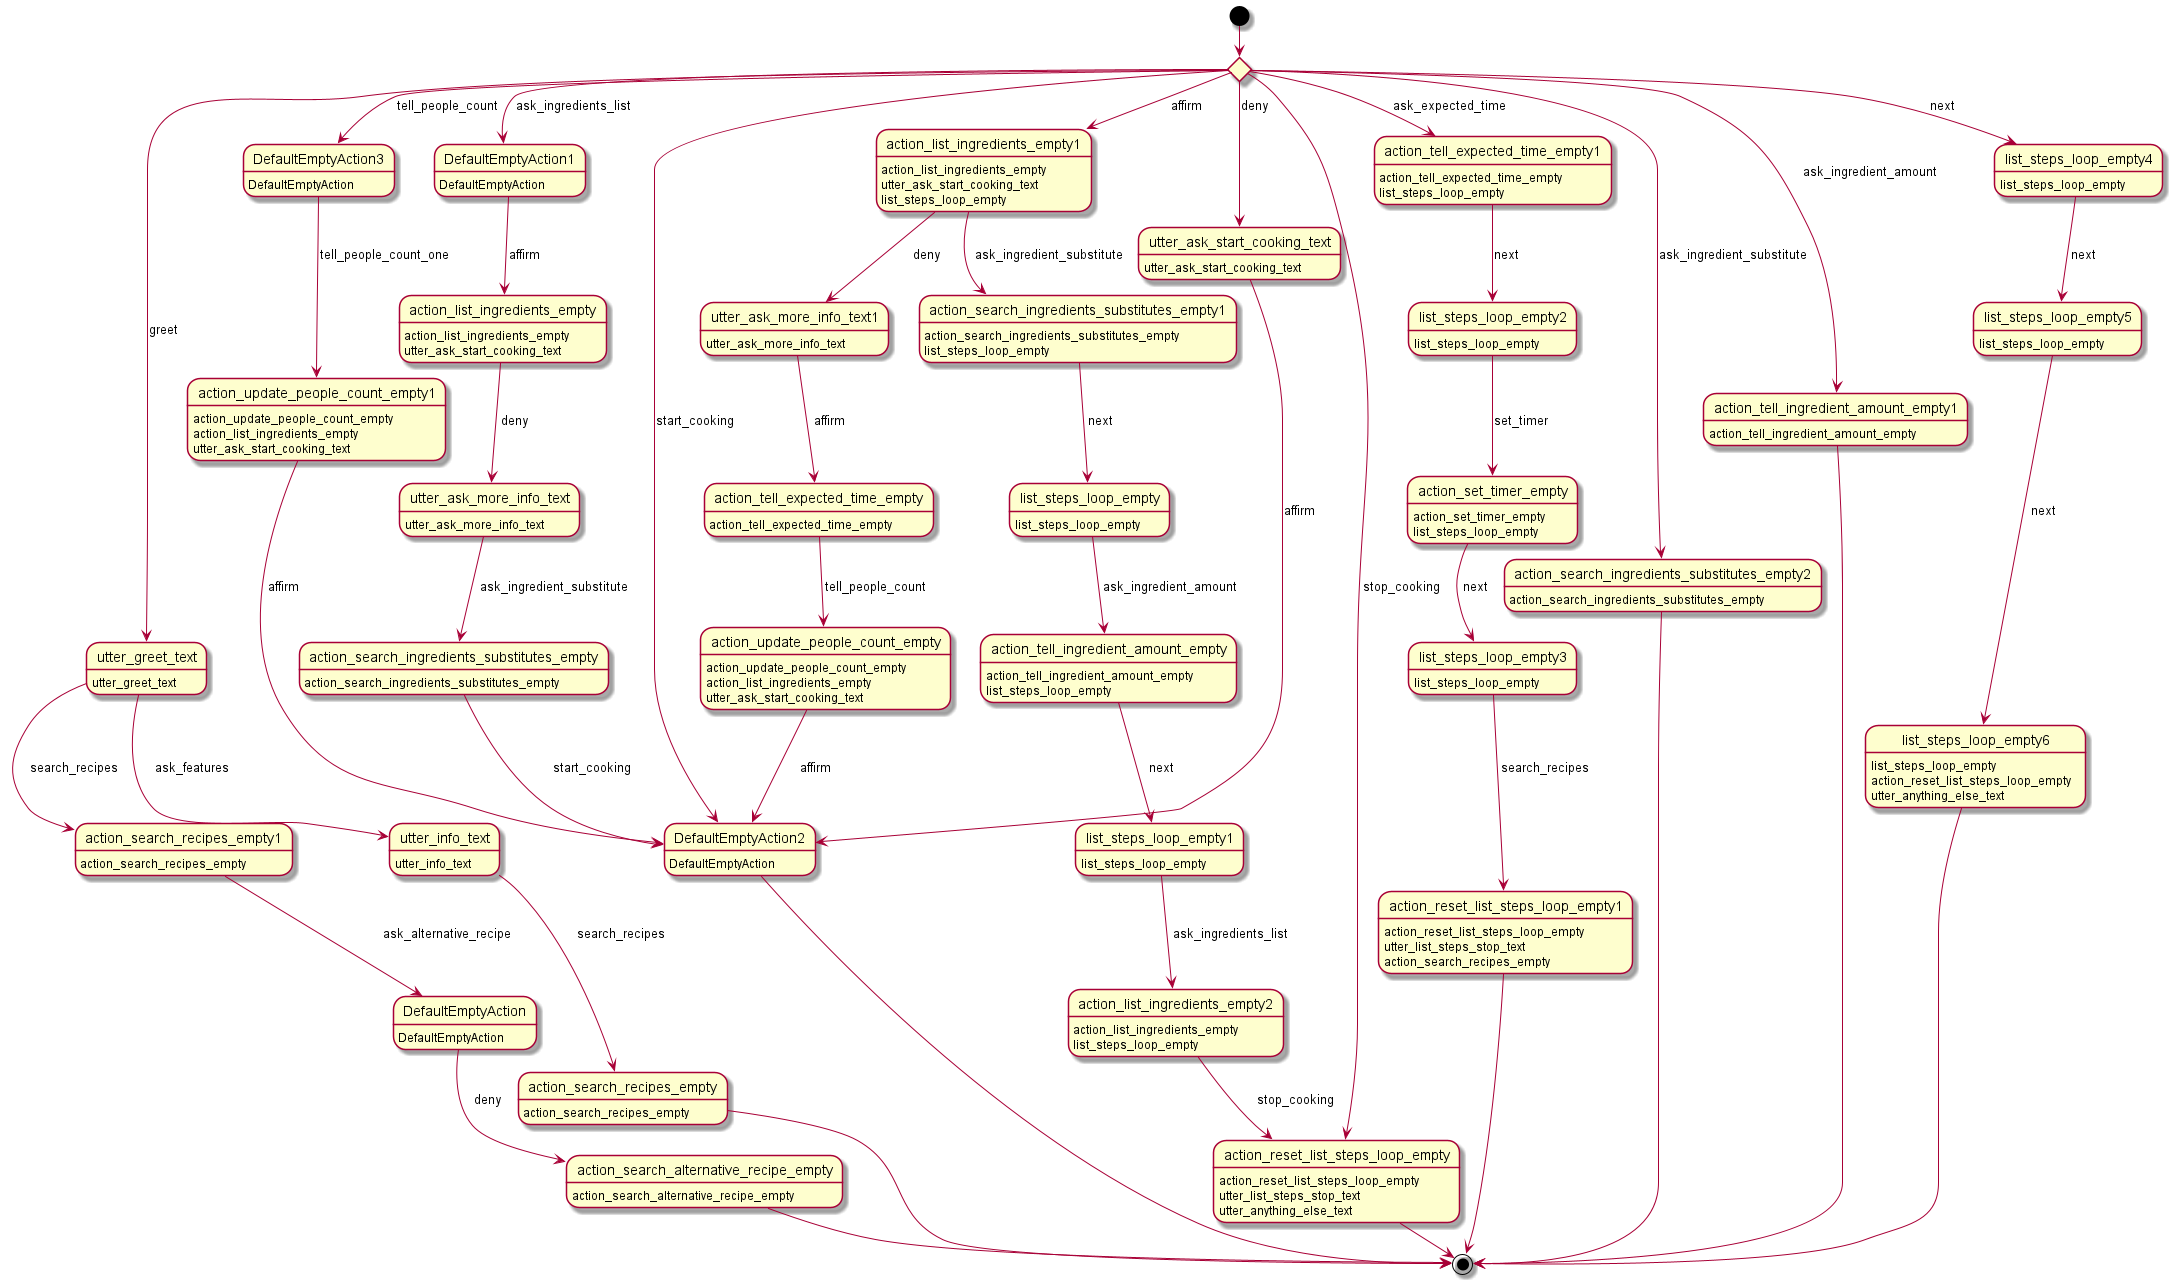 tell_people_count
ask_ingredients_list
affirm
deny
ask_expected_time
next
DefaultEmptyAction3
DefaultEmptyAction
DefaultEmptyAction1
DefaultEmptyAction
action_list_ingredients_empty1
action_list_ingredients_empty
utter_ask_start_cooking_text
list_steps_loop_empty
action_tell_expected_time_empty1
action_tell_expected_time_empty
list_steps_loop_empty
ask_ingredient_amount
list_steps_loop_empty4
list_steps_loop_empty
utter_ask_start_cooking_text
utter_ask_start_cooking_text
tell_people_count_one
affirm
deny
ask_ingredient_substitute
next
ask_ingredient_substitute
next
greet
action_list_ingredients_empty
action_list_ingredients_empty
utter_ask_start_cooking_text
utter_ask_more_info_text1
utter_ask_more_info_text
action_search_ingredients_substitutes_empty1
action_search_ingredients_substitutes_empty
list_steps_loop_empty
list_steps_loop_empty2
list_steps_loop_empty
list_steps_loop_empty5
list_steps_loop_empty
action_update_people_count_empty1
action_update_people_count_empty
action_list_ingredients_empty
utter_ask_start_cooking_text
deny
start_cooking
affirm
next
set_timer
action_tell_ingredient_amount_empty1
action_tell_ingredient_amount_empty
utter_ask_more_info_text
utter_ask_more_info_text
action_tell_expected_time_empty
action_tell_expected_time_empty
list_steps_loop_empty
list_steps_loop_empty
affirm
action_set_timer_empty
action_set_timer_empty
list_steps_loop_empty
next
affirm
ask_ingredient_substitute
tell_people_count
ask_ingredient_amount
stop_cooking
next
action_search_ingredients_substitutes_empty2
action_search_ingredients_substitutes_empty
utter_greet_text
utter_greet_text
action_search_ingredients_substitutes_empty
action_search_ingredients_substitutes_empty
action_update_people_count_empty
action_update_people_count_empty
action_list_ingredients_empty
utter_ask_start_cooking_text
action_tell_ingredient_amount_empty
action_tell_ingredient_amount_empty
list_steps_loop_empty
list_steps_loop_empty3
list_steps_loop_empty
search_recipes
ask_features
start_cooking
affirm
next
search_recipes
list_steps_loop_empty6
list_steps_loop_empty
action_reset_list_steps_loop_empty
utter_anything_else_text
action_search_recipes_empty1
action_search_recipes_empty
utter_info_text
utter_info_text
DefaultEmptyAction2
DefaultEmptyAction
list_steps_loop_empty1
list_steps_loop_empty
ask_alternative_recipe
search_recipes
ask_ingredients_list
action_reset_list_steps_loop_empty1
action_reset_list_steps_loop_empty
utter_list_steps_stop_text
action_search_recipes_empty
DefaultEmptyAction
DefaultEmptyAction
action_list_ingredients_empty2
action_list_ingredients_empty
list_steps_loop_empty
deny
action_search_recipes_empty
action_search_recipes_empty
stop_cooking
action_search_alternative_recipe_empty
action_search_alternative_recipe_empty
action_reset_list_steps_loop_empty
action_reset_list_steps_loop_empty
utter_list_steps_stop_text
utter_anything_else_text